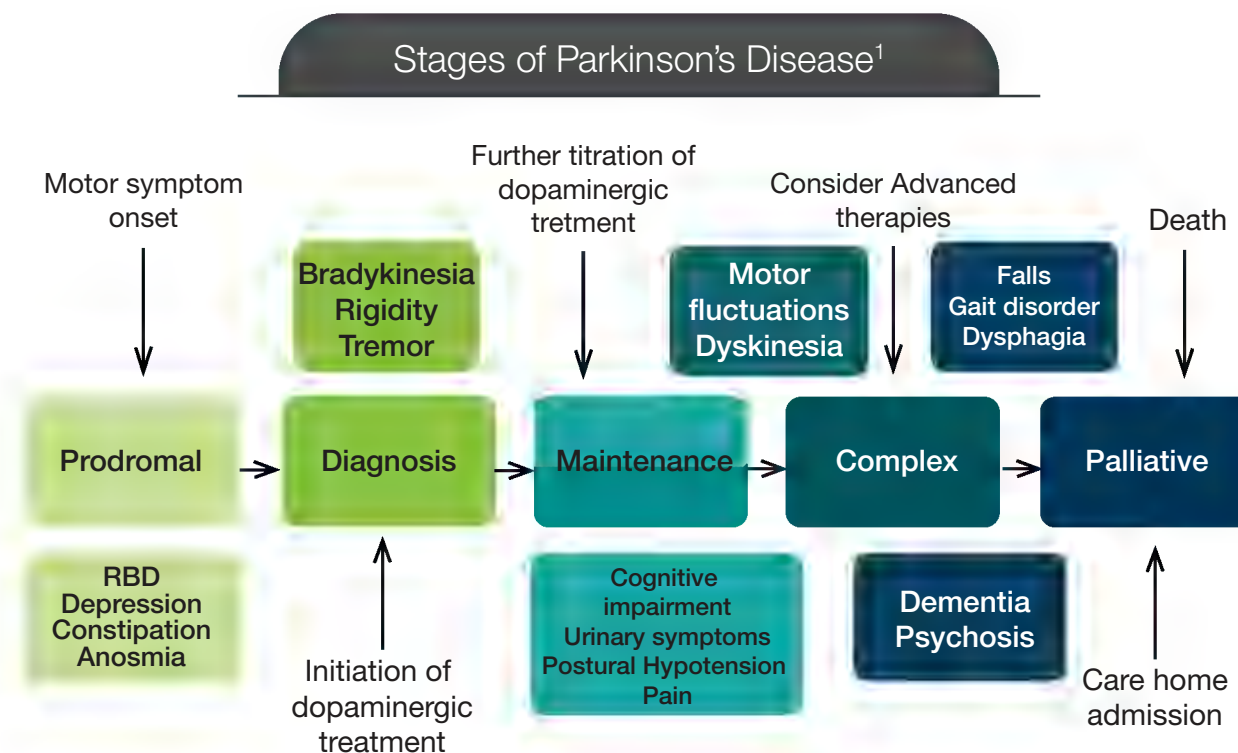 Stages of Parkinson's Disease¹
Motor symptom
onset
Further titration of
dopaminergic
tretment
Consider Advanced
therapies
Death
Bradykinesia
Rigidity
Tremor
Motor
fluctuations
Dyskinesia
Falls
Gait disorder
Dysphagia
Prodromal
Diagnosis
Maintenance
Complex
Palliative
RBD
Depression
Constipation
Anosmia
Initiation of
dopaminergic
treatment
Cognitive
impairment
Urinary symptoms
Postural Hypotension
Pain
Dementia
Psychosis
Care home
admission